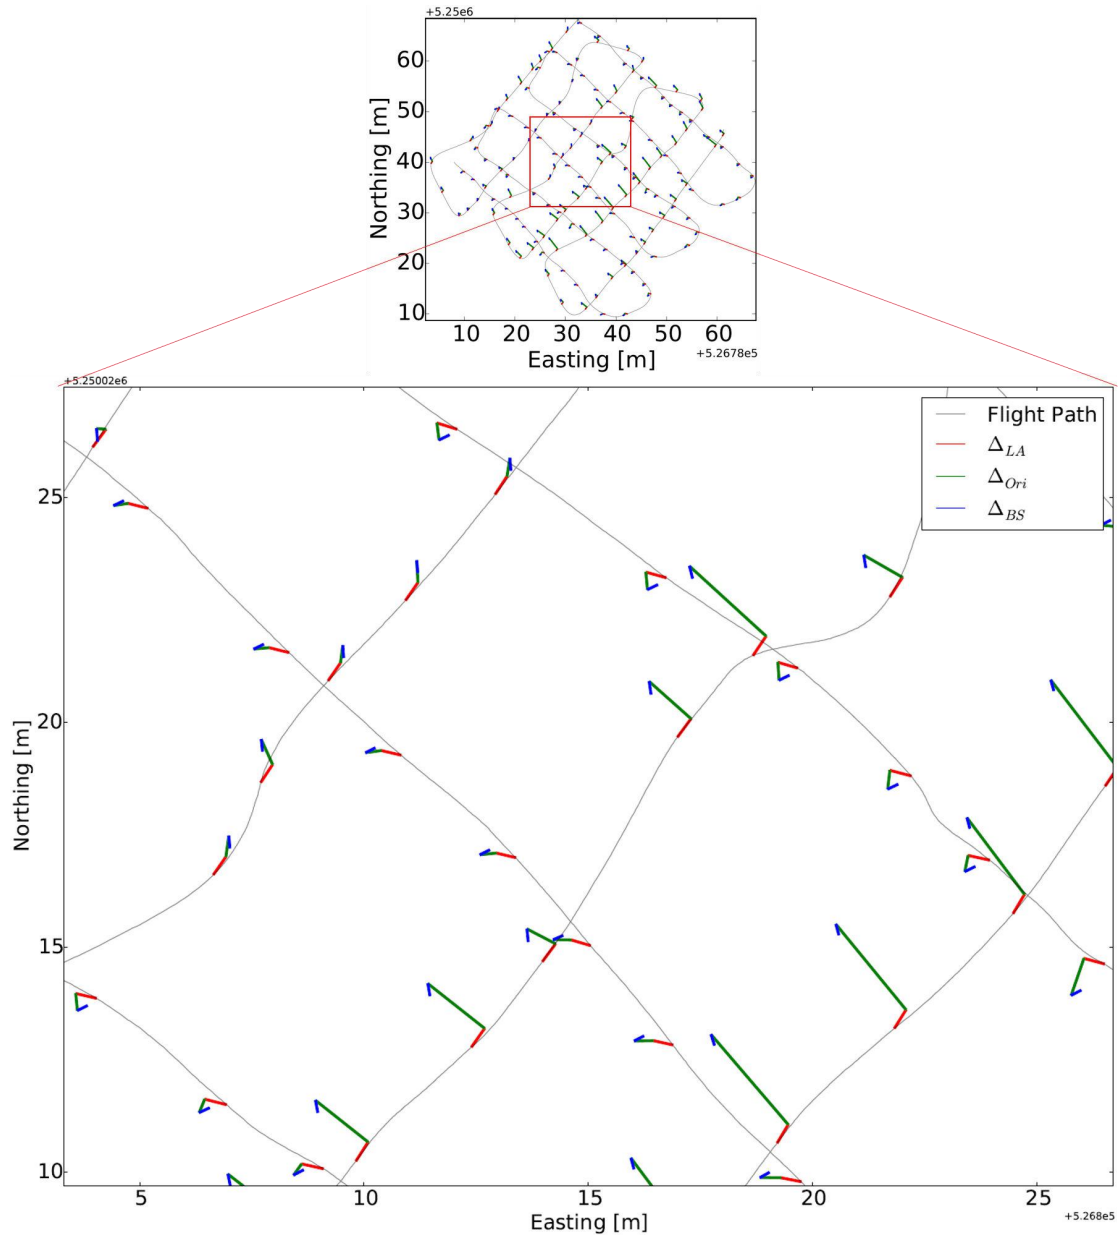 +5.25e6
60
50
40
30
20
10
Northing [m]
10 20 30 40 50 60
+5.2678e5
Easting [m]
+5.25002e6
Flight Path
Δ_LA
Δ_Ori
Δ_BS
25
20
15
10
Northing [m]
5 10 15 20 25
Easting [m]
+5.268e5